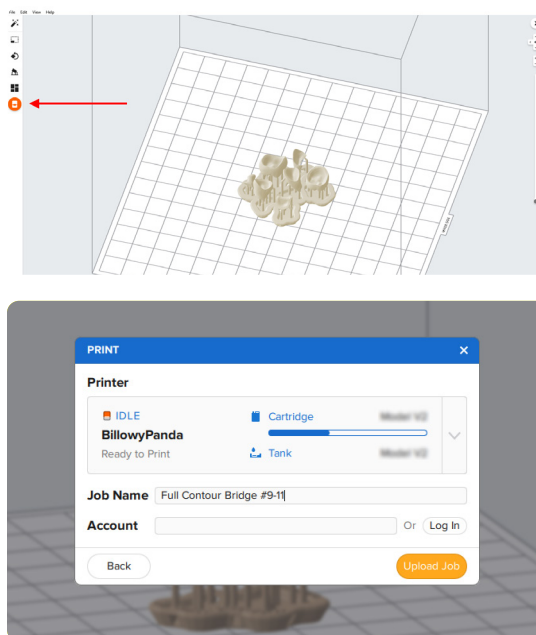 File Edit View Help
PRINT
Printer
IDLE
Cartridge
BillowyPanda
Ready to Print
Tank
Job Name Full Contour Bridge #9-11
Account Or Log In
Back Upload Job